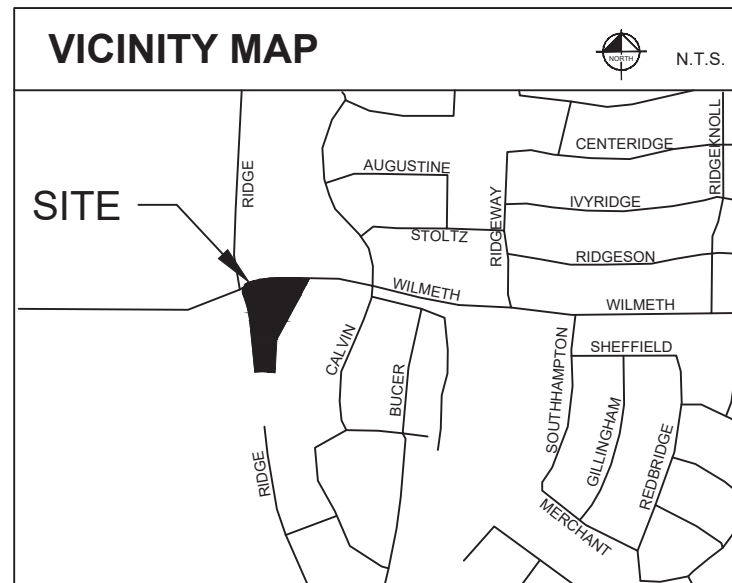 VICINITY MAP
NORTH
N.T.S.
CENTERIDGE
RIDGEKNOLL
AUGUSTINE
RIDGE
IVYRIDGE
SITE
STOLTZ
RIDGEWAY
RIDGESON
WILMETH
WILMETH
SHEFFIELD
CALVIN
BUCER
SOUTHHAMPTON
GILLINGHAM
REDBRIDGE
RIDGE
MERCHANT